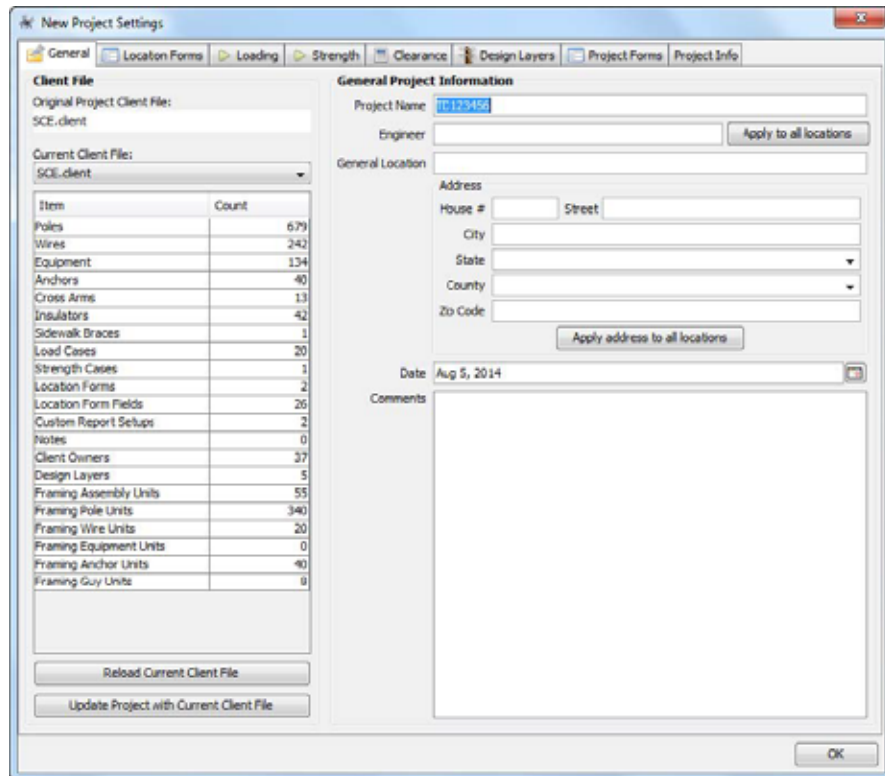 New Project Settings
General Locaton Forms Loading Strength Clearance Design Layers Project Forms Project Info
Client File
Original Project Client File:
SCE.client
Current Client File:
SCE.client
Item Count
Poles 679
Wires 242
Equipment 134
Anchors 40
Cross Arms 13
Insulators 42
Sidewalk Braces 1
Load Cases 20
Strength Cases 1
Location Forms 2
Location Form Fields 26
Custom Report Setups 2
Notes 0
Client Owners 37
Design Layers 5
Framing Assembly Units 55
Framing Pole Units 340
Framing Wire Units 20
Framing Equipment Units 0
Framing Anchor Units 40
Framing Guy Units
Reload Current Client File
Update Project with Current Client File
General Project Information
Project Name TD123456
Engineer Apply to all locations
General Location
Address
House # Street
City
State
County
Zip Code
Apply address to all locations
Date Aug 5, 2014
Comments
OK